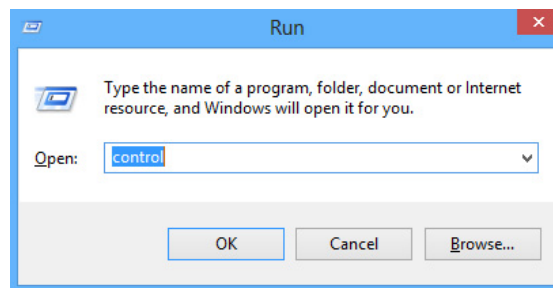 Run
Type the name of a program, folder, document or Internet
resource, and Windows will open it for you.
Open: control
OK Cancel Browse...